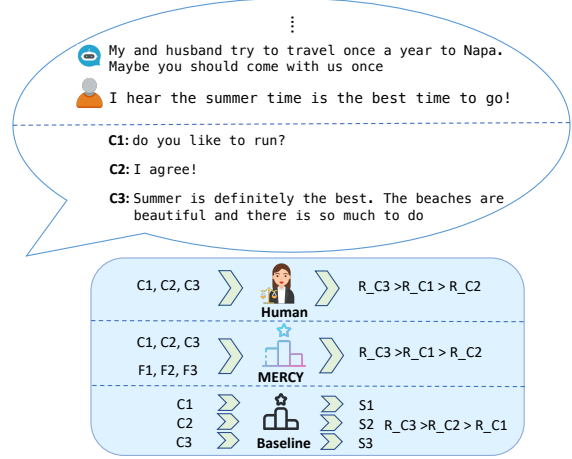 My and husband try to travel once a year to Napa.
Maybe you should come with us once
I hear the summer time is the best time to go!
C1: do you like to run?
C2: I agree!
C3: Summer is definitely the best. The beaches are
beautiful and there is so much to do
C1, C2, C3
Human
R_C3 >R_C1 > R_C2
C1, C2, C3
F1, F2, F3
MERCY
R_C3 >R_C1 > R_C2
C1
C2
C3
Baseline
S1
S2
S3
R_C3 >R_C2 > R_C1